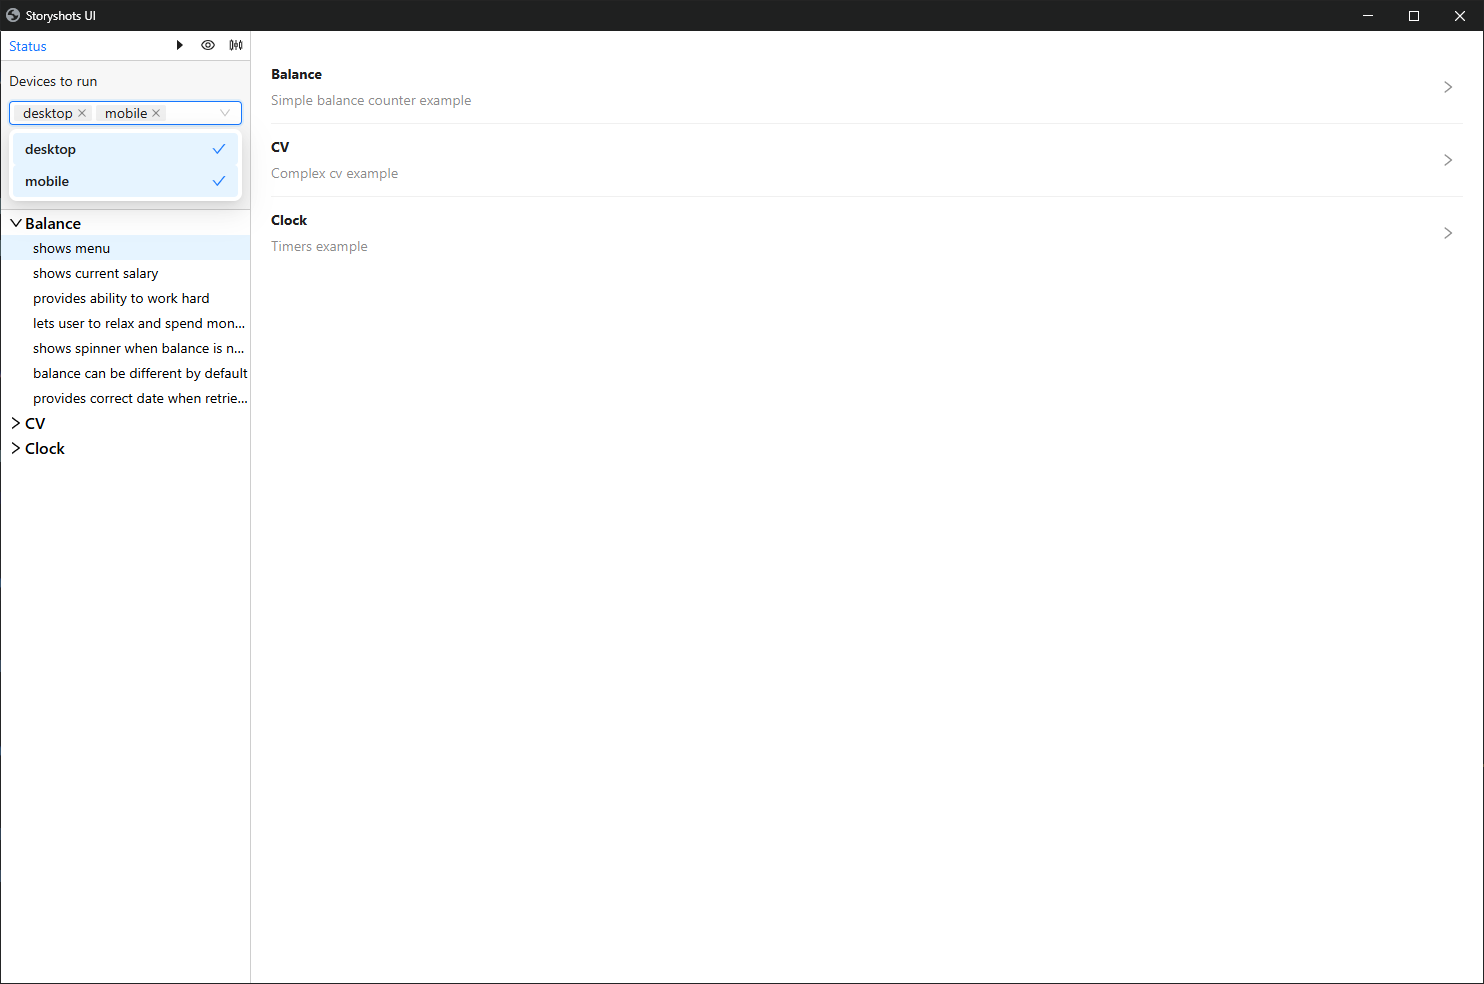 Storyshots UI
Status
Devices to run
desktop mobile
desktop
mobile
Balance
shows menu
shows current salary
provides ability to work hard
lets user to relax and spend mon...
shows spinner when balance is n...
balance can be different by default
provides correct date when retrie...
CV
Clock
Balance
Simple balance counter example
CV
Complex cv example
Clock
Timers example